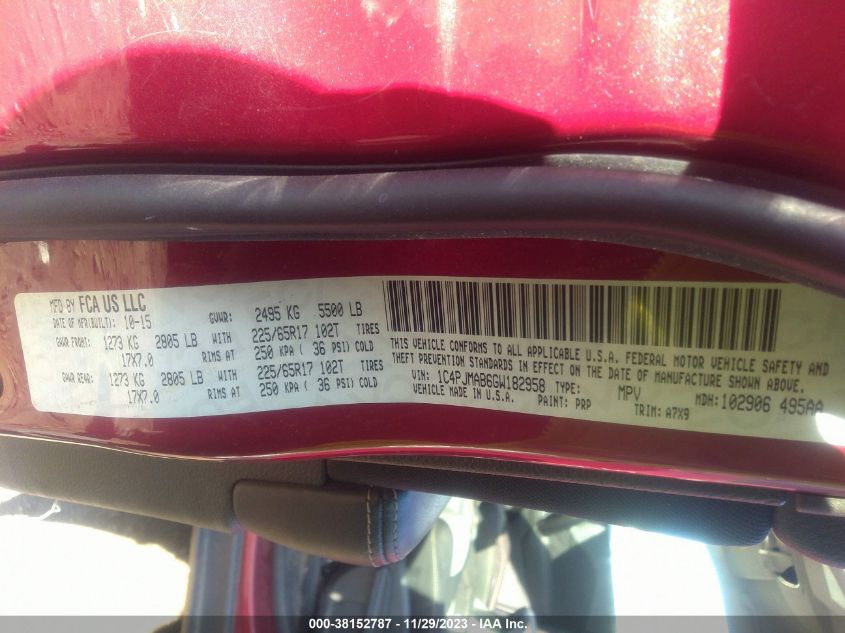 MFD BY FCA US LLC
DATE OF MFR(BUILT): 10-15 GVWR: 2495 KG 5500 LB
GAWR FRONT: 1273 KG 2805 LB WITH 225/65R17 102T TIRES
17X7.0 RIMS AT 250 KPA ( 36 PSI) COLD
GAWR REAR: 1273 KG 2805 LB WITH 225/65R17 102T TIRES
17X7.0 RIMS AT 250 KPA ( 36 PSI) COLD
THIS VEHICLE CONFORMS TO ALL APPLICABLE U.S.A. FEDERAL MOTOR VEHICLE SAFETY AND
THEFT PREVENTION STANDARDS IN EFFECT ON THE DATE OF MANUFACTURE SHOWN ABOVE.
VIN: 1C4PJMAB6GW182958 TYPE: MPV MDH:102906 495AA
VEHICLE MADE IN U.S.A. PAINT: PRP TRIM: A7X9
000-38152787 - 11/29/2023 - IAA Inc.